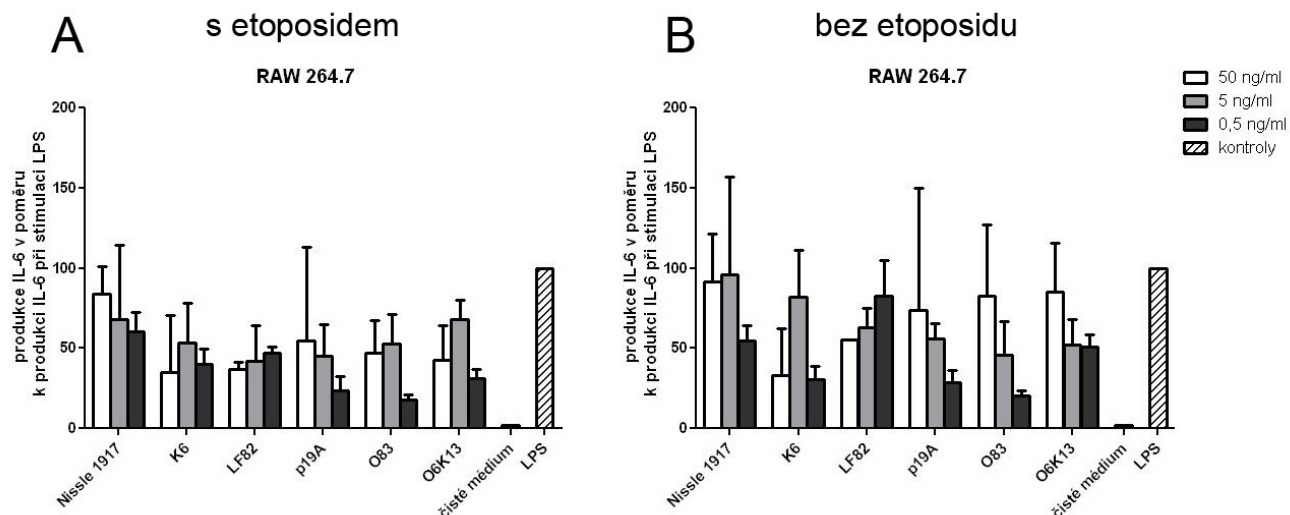 A
s etoposidem
RAW 264.7
produkce IL-6 v poměru
k produkci IL-6 při stimulaci LPS
200
150
100
50
0
Nissle 1917
K6
LF82
p19A
O83
O6K13
čisté médium
LPS
B
bez etoposidu
RAW 264.7
produkce IL-6 v poměru
k produkci IL-6 při stimulaci LPS
200
150
100
50
0
Nissle 1917
K6
LF82
p19A
O83
O6K13
čisté médium
LPS
50 ng/ml
5 ng/ml
0,5 ng/ml
kontroly